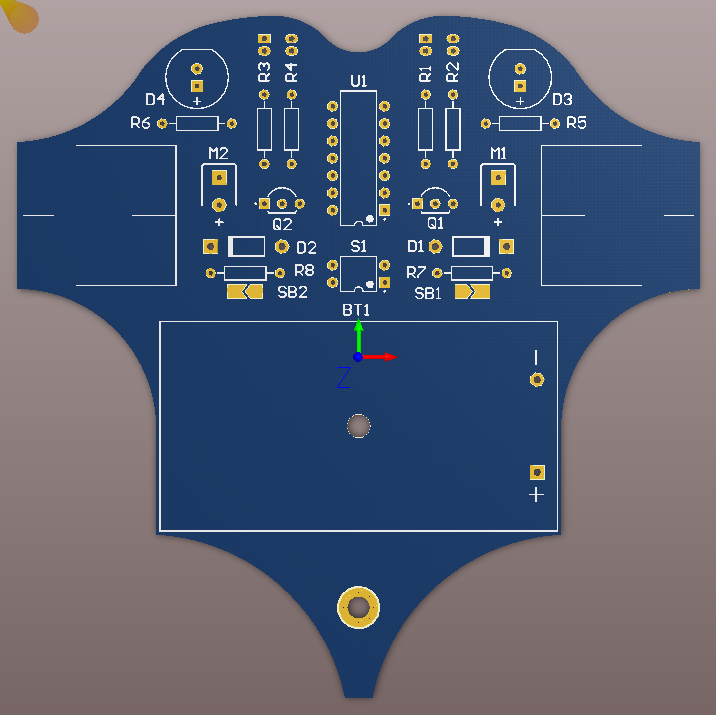 R3 R4 R1 R2
U1
D4 + + D3
R6 R5
M2 M1
+ +
Q2 Q1
D2 S1 D1
R8 R7
SB2 SB1
BT1
Z
−
+